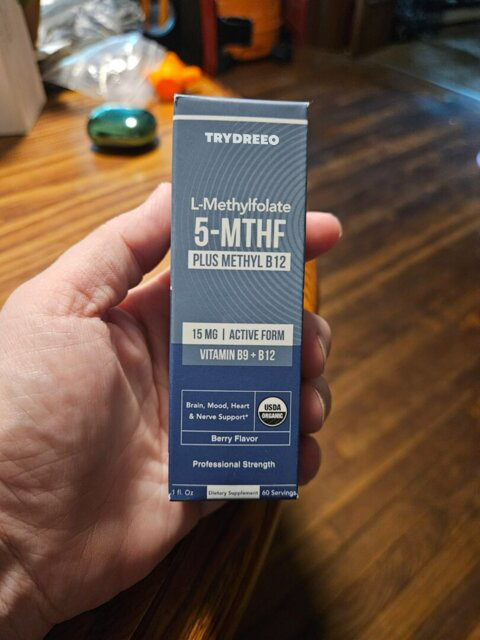 TRYDREEO
L-Methylfolate
5-MTHF
PLUS METHYL B12
15 MG | ACTIVE FORM
VITAMIN B9 + B12
Brain, Mood, Heart
& Nerve Support*
USDA
ORGANIC
Berry Flavor
Professional Strength
1 fl. Oz
Dietary Supplement
60 Servings